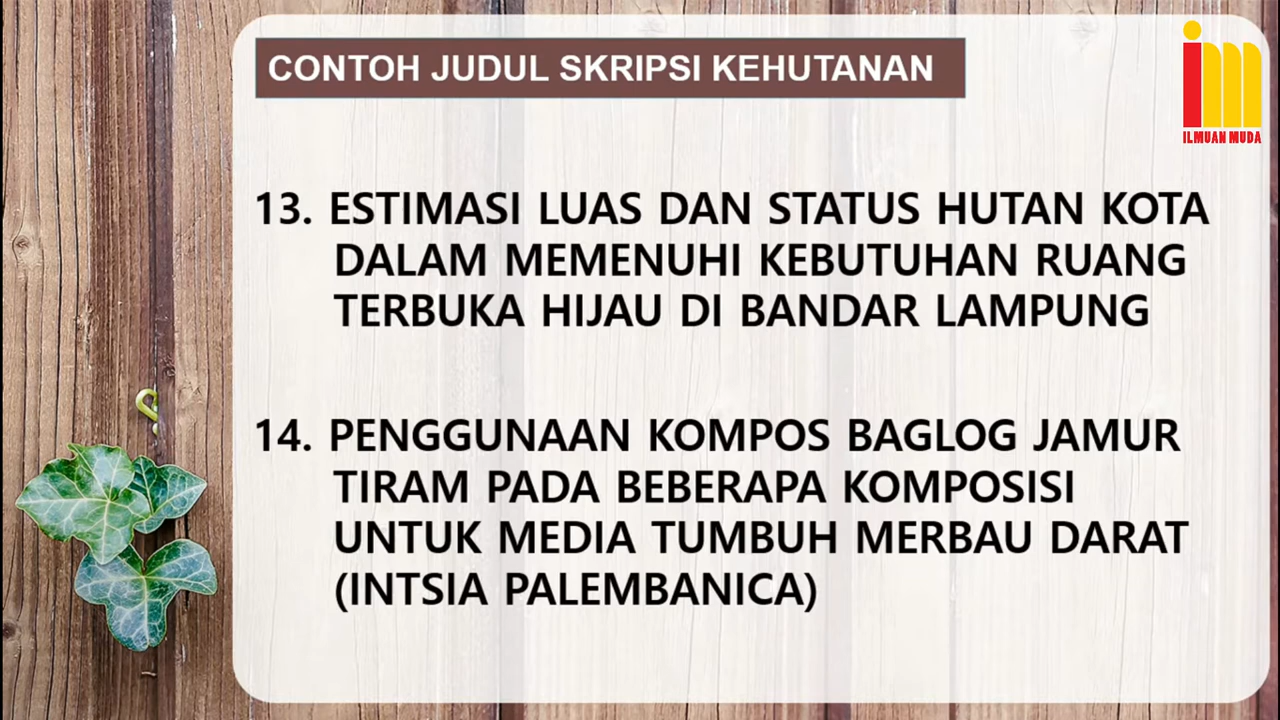 CONTOH JUDUL SKRIPSI KEHUTANAN
ILMUAN MUDA
13. ESTIMASI LUAS DAN STATUS HUTAN KOTA
DALAM MEMENUHI KEBUTUHAN RUANG
TERBUKA HIJAU DI BANDAR LAMPUNG
14. PENGGUNAAN KOMPOS BAGLOG JAMUR
TIRAM PADA BEBERAPA KOMPOSISI
UNTUK MEDIA TUMBUH MERBAU DARAT
(INTSIA PALEMBANICA)